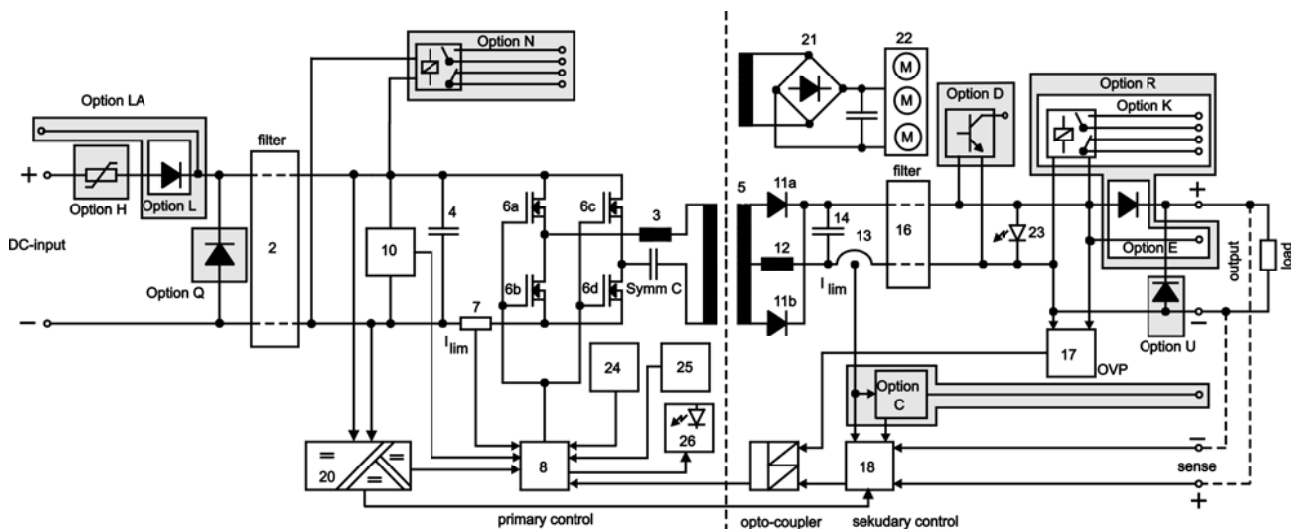 Option N
21
22
M
M
M
Option D
Option R
Option K
Option LA
filter
+
Option H
Option L
DC-input
Option Q
2
10
4
6a
6c
3
6b
6d
Symm C
7
I lim
–
5
11a
14
13
12
I lim
11b
filter
16
23
Option E
+
output
load
–
Option U
17
OVP
24
25
26
Option
C
20
8
18
–
sense
+
primary control
opto-coupler
sekudary control